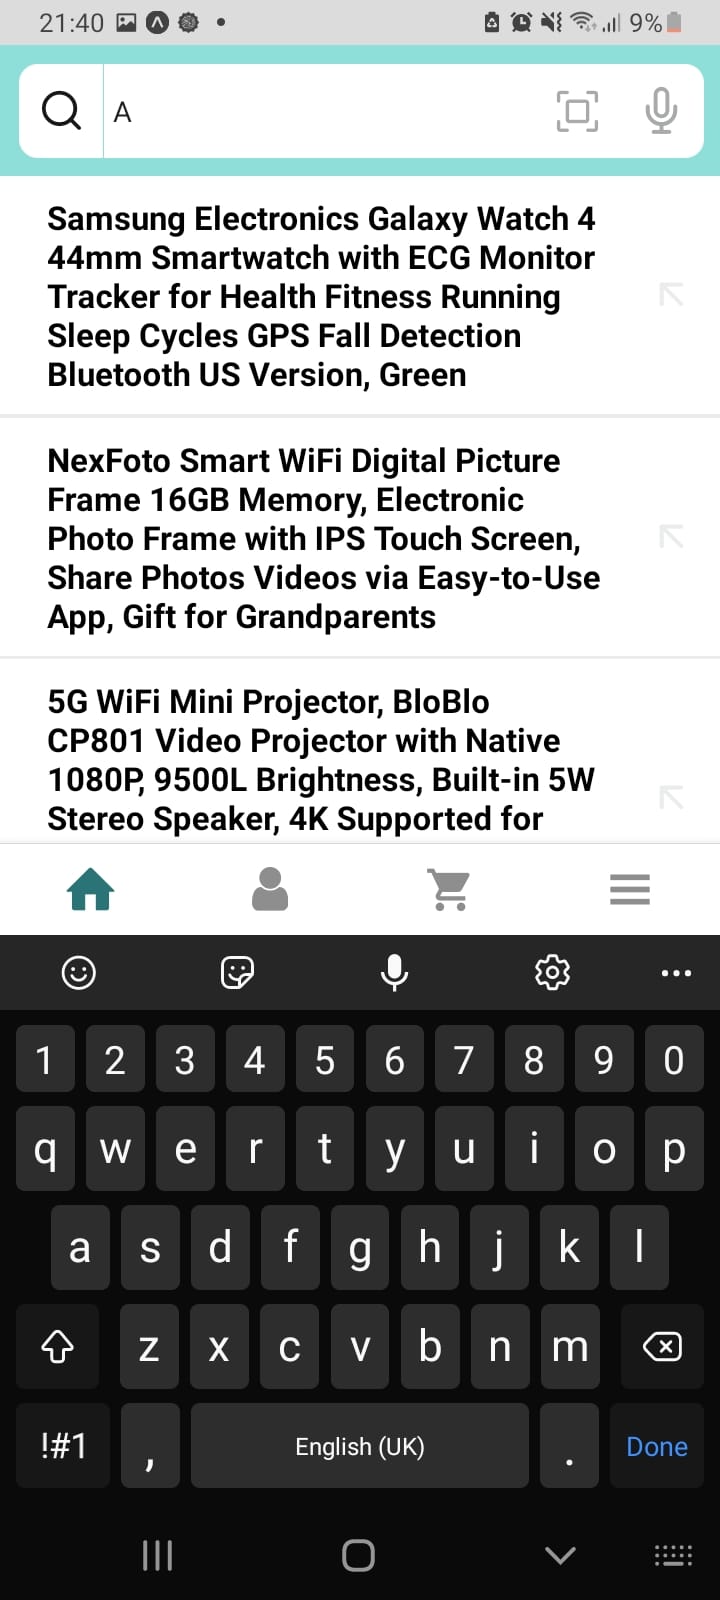 21:40 9%
A
Samsung Electronics Galaxy Watch 4
44mm Smartwatch with ECG Monitor
Tracker for Health Fitness Running
Sleep Cycles GPS Fall Detection
Bluetooth US Version, Green
NexFoto Smart WiFi Digital Picture
Frame 16GB Memory, Electronic
Photo Frame with IPS Touch Screen,
Share Photos Videos via Easy-to-Use
App, Gift for Grandparents
5G WiFi Mini Projector, BloBlo
CP801 Video Projector with Native
1080P, 9500L Brightness, Built-in 5W
Stereo Speaker, 4K Supported for
1 2 3 4 5 6 7 8 9 0
q w e r t y u i o p
a s d f g h j k l
z x c v b n m
!#1 , English (UK) . Done